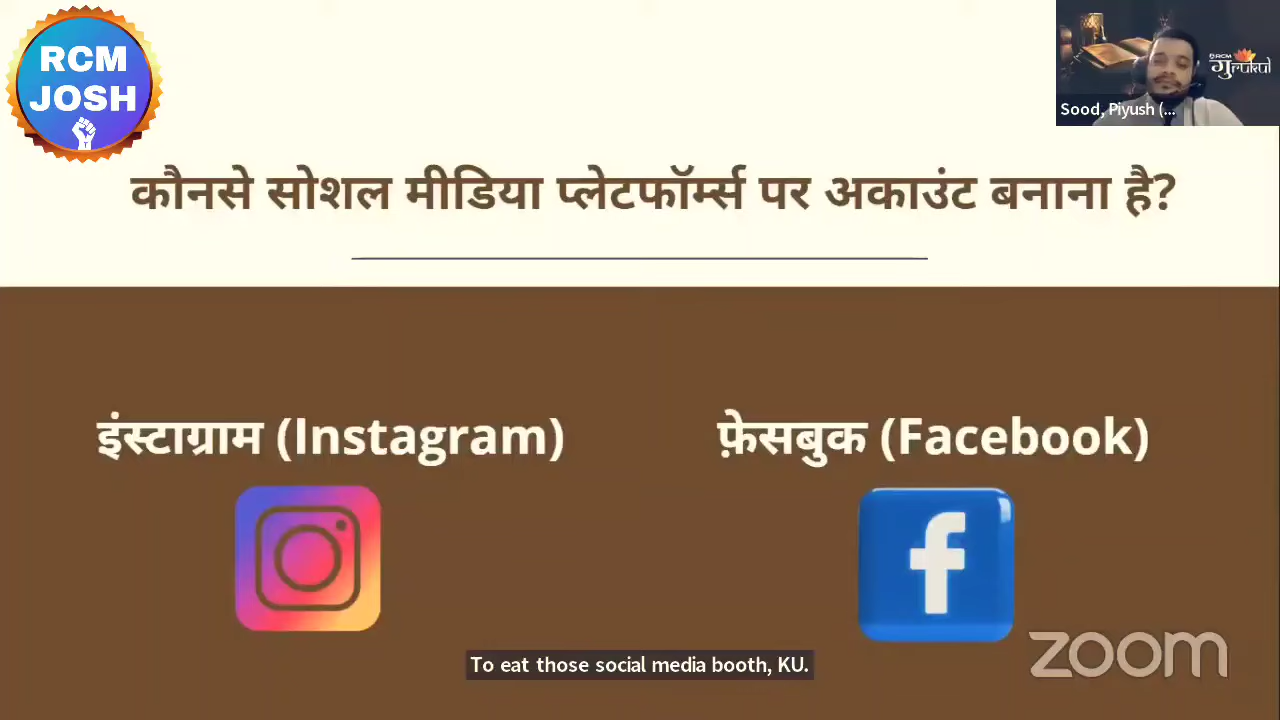 RCM
JOSH
RCM
गुrukul
Sood, Piyush (...
कौनसे सोशल मीडिया प्लेटफॉर्म्स पर अकाउंट बनाना है?
इंस्टाग्राम (Instagram)
फ़ेसबुक (Facebook)
To eat those social media booth, KU.
zoom